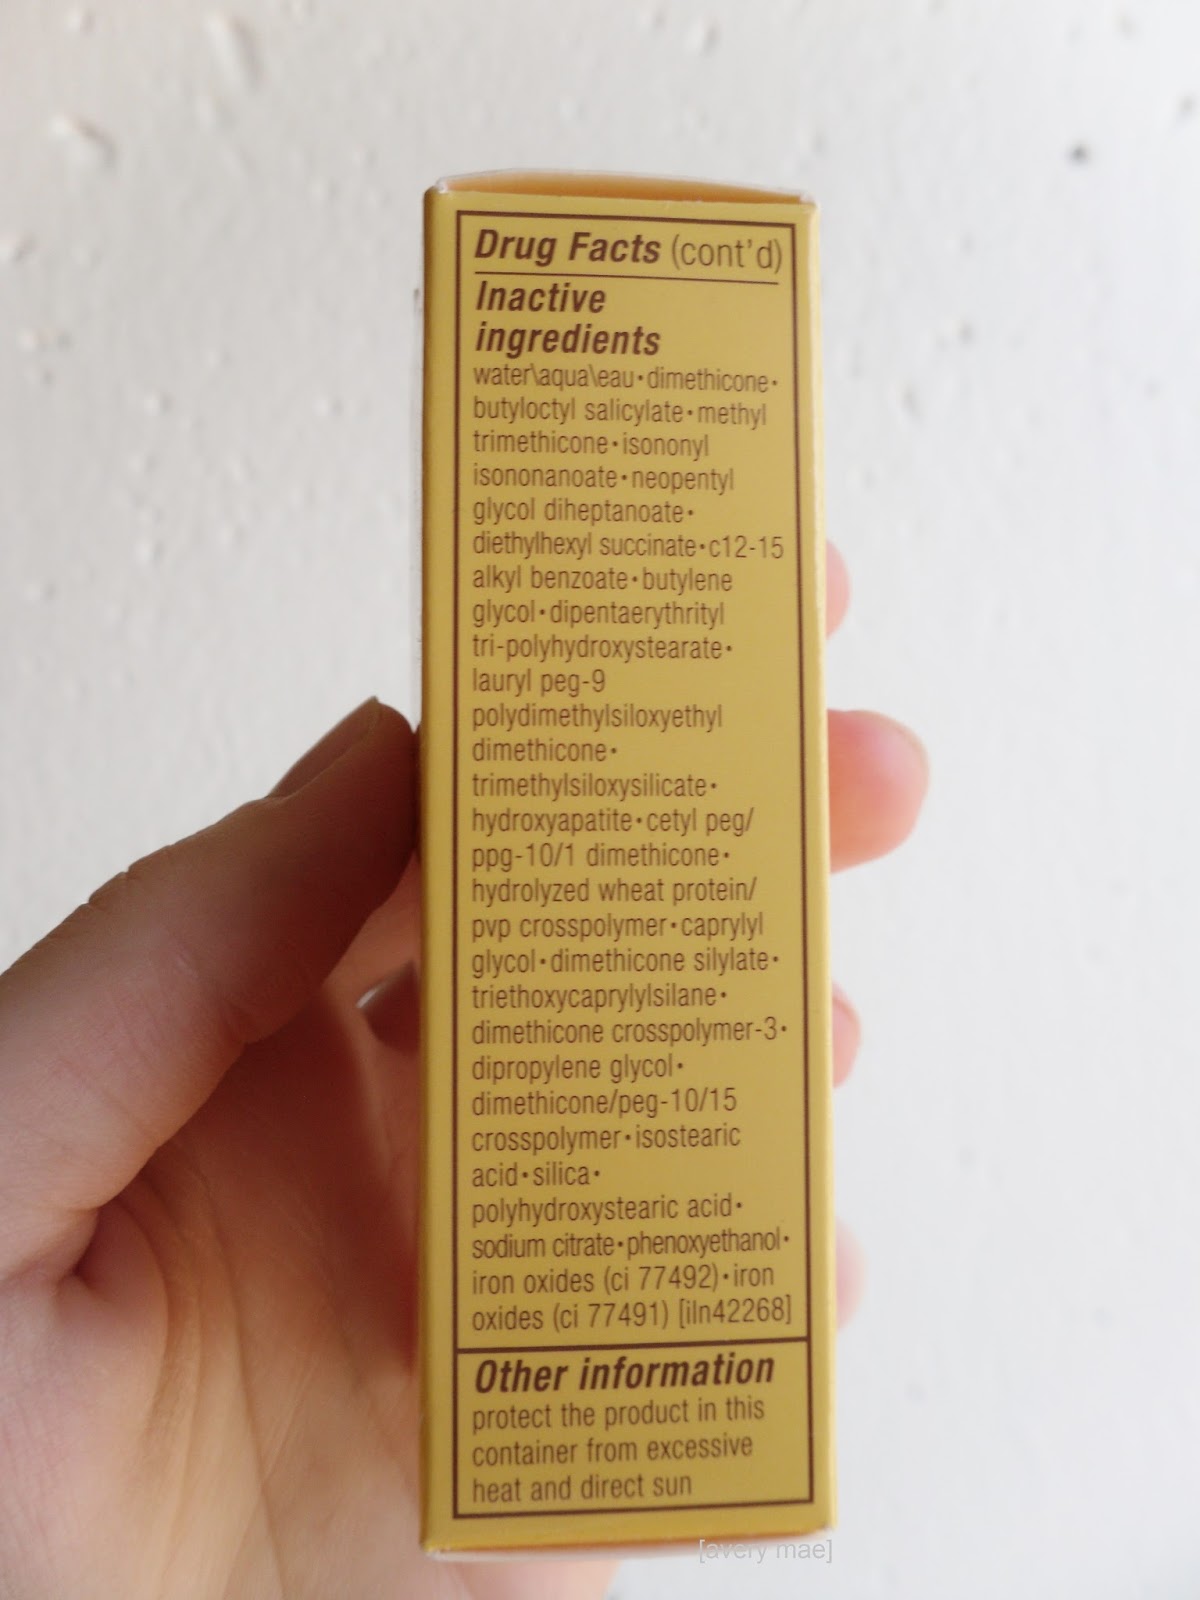 Drug Facts (cont'd)
Inactive
ingredients
water\aqua\eau•dimethicone•
butyloctyl salicylate•methyl
trimethicone•isononyl
isononanoate•neopentyl
glycol diheptanoate•
diethylhexyl succinate•c12-15
alkyl benzoate•butylene
glycol•dipentaerythrityl
tri-polyhydroxystearate•
lauryl peg-9
polydimethylsiloxyethyl
dimethicone•
trimethylsiloxysilicate•
hydroxyapatite•cetyl peg/
ppg-10/1 dimethicone•
hydrolyzed wheat protein/
pvp crosspolymer•caprylyl
glycol•dimethicone silylate•
triethoxycaprylylsilane•
dimethicone crosspolymer-3•
dipropylene glycol•
dimethicone/peg-10/15
crosspolymer•isostearic
acid•silica•
polyhydroxystearic acid•
sodium citrate•phenoxyethanol•
iron oxides (ci 77492)•iron
oxides (ci 77491) [iln42268]
Other information
protect the product in this
container from excessive
heat and direct sun
[avery mae]